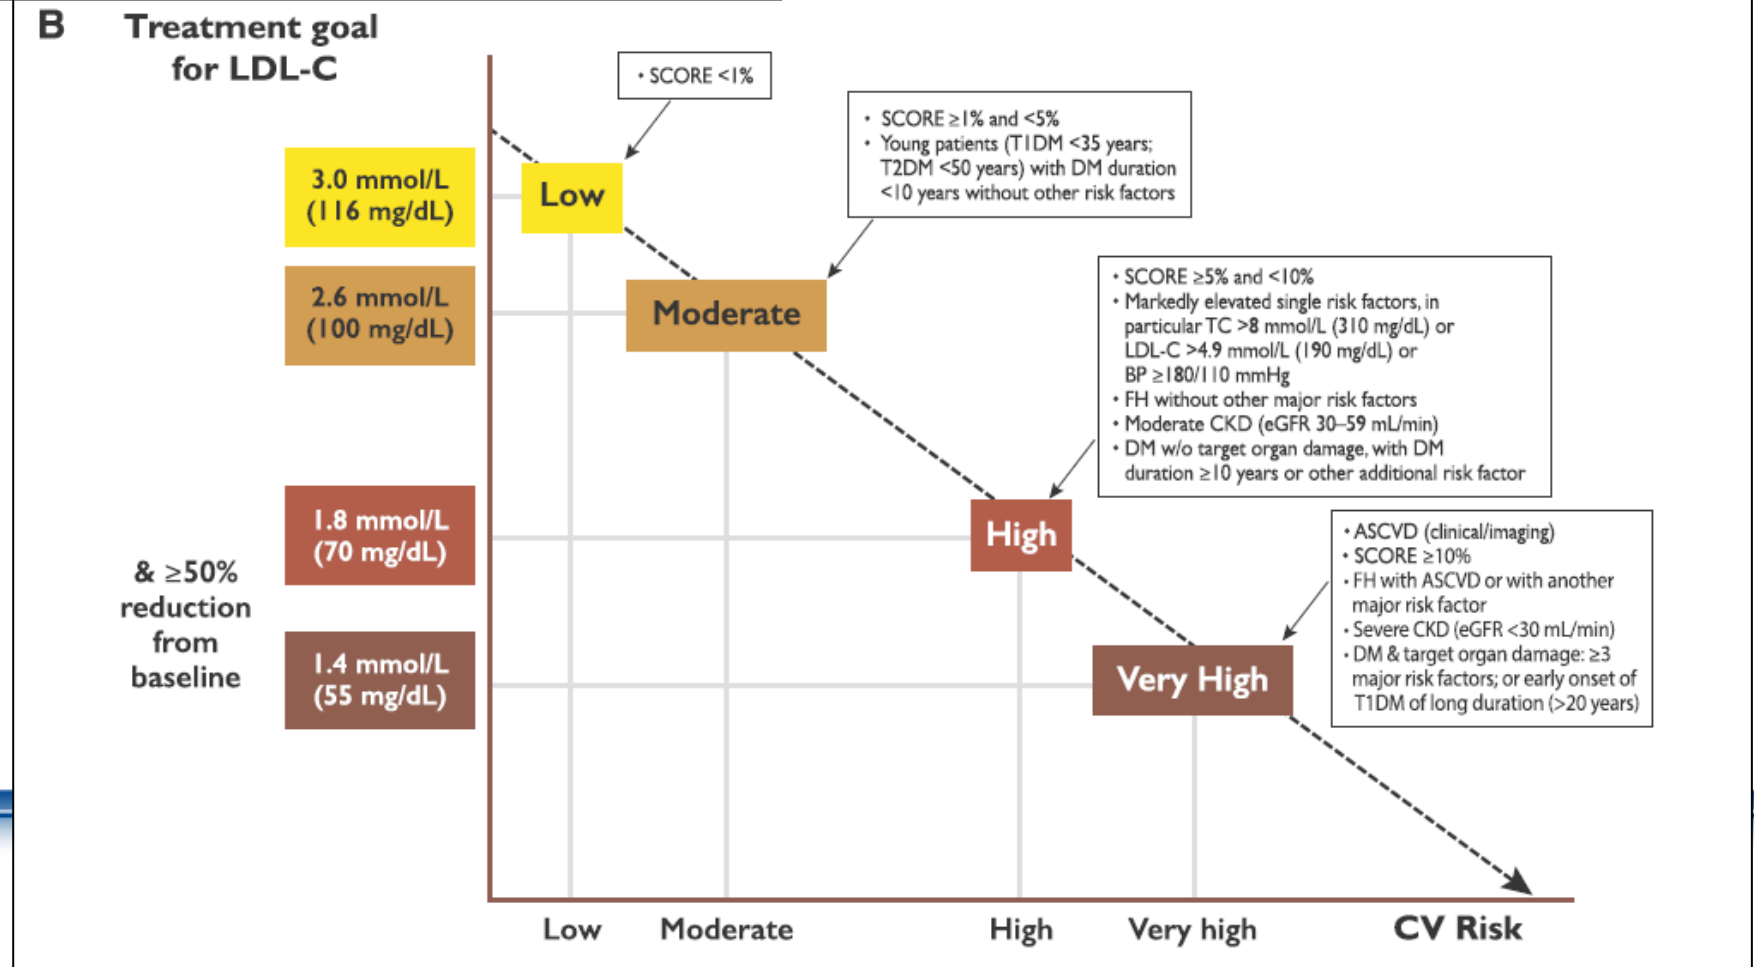 B
Treatment goal
for LDL-C
• SCORE <1%
• SCORE ≥1% and <5%
• Young patients (T1DM <35 years;
T2DM <50 years) with DM duration
<10 years without other risk factors
3.0 mmol/L
(116 mg/dL)
Low
2.6 mmol/L
(100 mg/dL)
Moderate
• SCORE ≥5% and <10%
• Markedly elevated single risk factors, in
particular TC >8 mmol/L (310 mg/dL) or
LDL-C >4.9 mmol/L (190 mg/dL) or
BP ≥180/110 mmHg
• FH without other major risk factors
• Moderate CKD (eGFR 30–59 mL/min)
• DM w/o target organ damage, with DM
duration ≥10 years or other additional risk factor
1.8 mmol/L
(70 mg/dL)
High
& ≥50%
reduction
from
baseline
1.4 mmol/L
(55 mg/dL)
Very High
• ASCVD (clinical/imaging)
• SCORE ≥10%
• FH with ASCVD or with another
major risk factor
• Severe CKD (eGFR <30 mL/min)
• DM & target organ damage: ≥3
major risk factors; or early onset of
T1DM of long duration (>20 years)
Low
Moderate
High
Very high
CV Risk